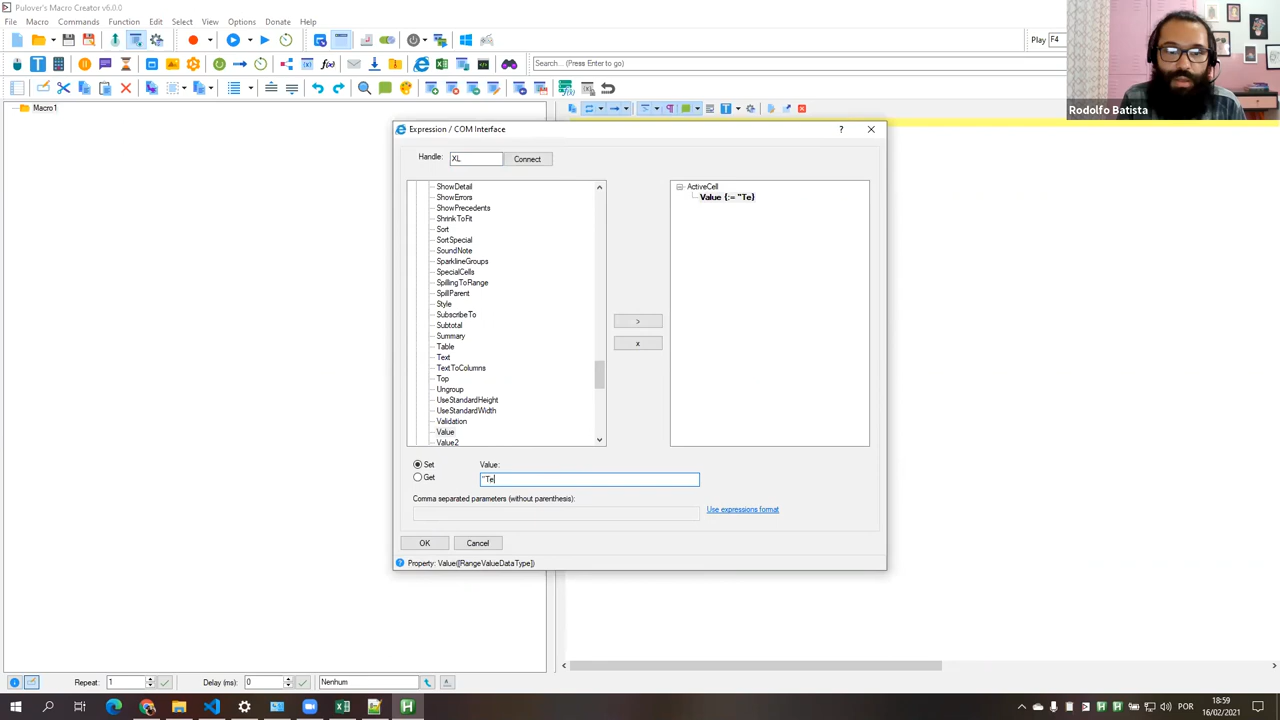 Pulover's Macro Creator v6.0.0
File Macro Commands Function Edit Select View Options Donate Help
Play F4
Search... (Press Enter to go)
Macro1
Rodolfo Batista
Expression / COM Interface
Handle: XL Connect
ShowDetail
ShowErrors
ShowPrecedents
ShrinkToFit
Sort
SortSpecial
SoundNote
SparklineGroups
SpecialCells
SpillingToRange
SpillParent
Style
SubscribeTo
Subtotal
Summary
Table
Text
TextToColumns
Top
Ungroup
UseStandardHeight
UseStandardWidth
Validation
Value
Value2
>
x
ActiveCell
Value {:= "Te}
Set
Get
Value:
"Te
Comma separated parameters (without parenthesis):
Use expressions format
OK Cancel
Property: Value([RangeValueDataType])
Repeat: 1 Delay (ms): 0 Nenhum
POR
18:59
16/02/2021